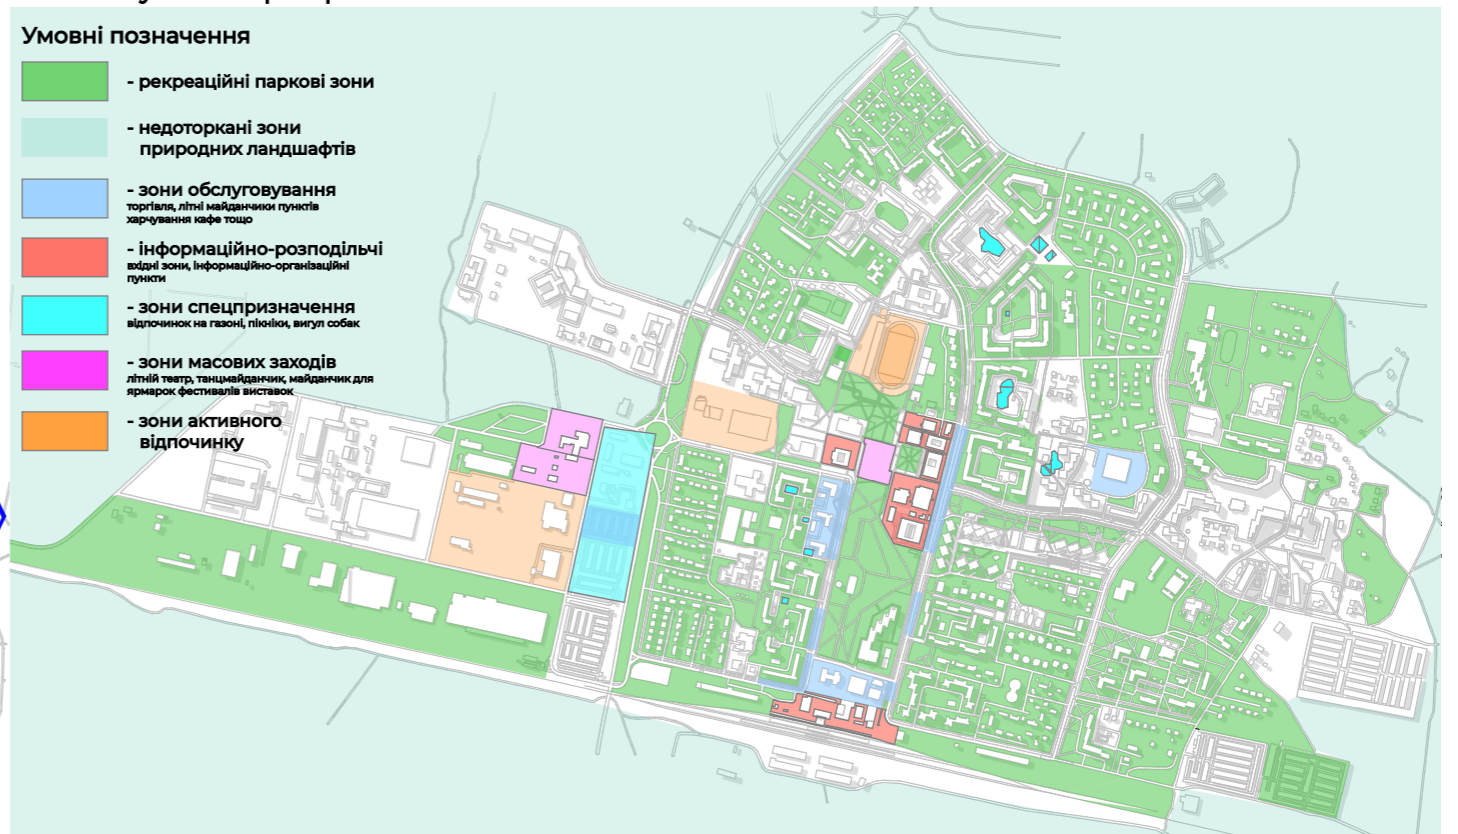 Умовні позначення
- рекреаційні паркові зони
- недоторкані зони
природних ландшафтів
- зони обслуговування
торгівля, літні майданчики пунктів
харчування кафе тощо
- інформаційно-розподільчі
вхідні зони, інформаційно-організаційні
пункти
- зони спецпризначення
відпочинок на газоні, пікніки, вигул собак
- зони масових заходів
літній театр, танцмайданчик, майданчик для
ярмарок фестивалів виставок
- зони активного
відпочинку